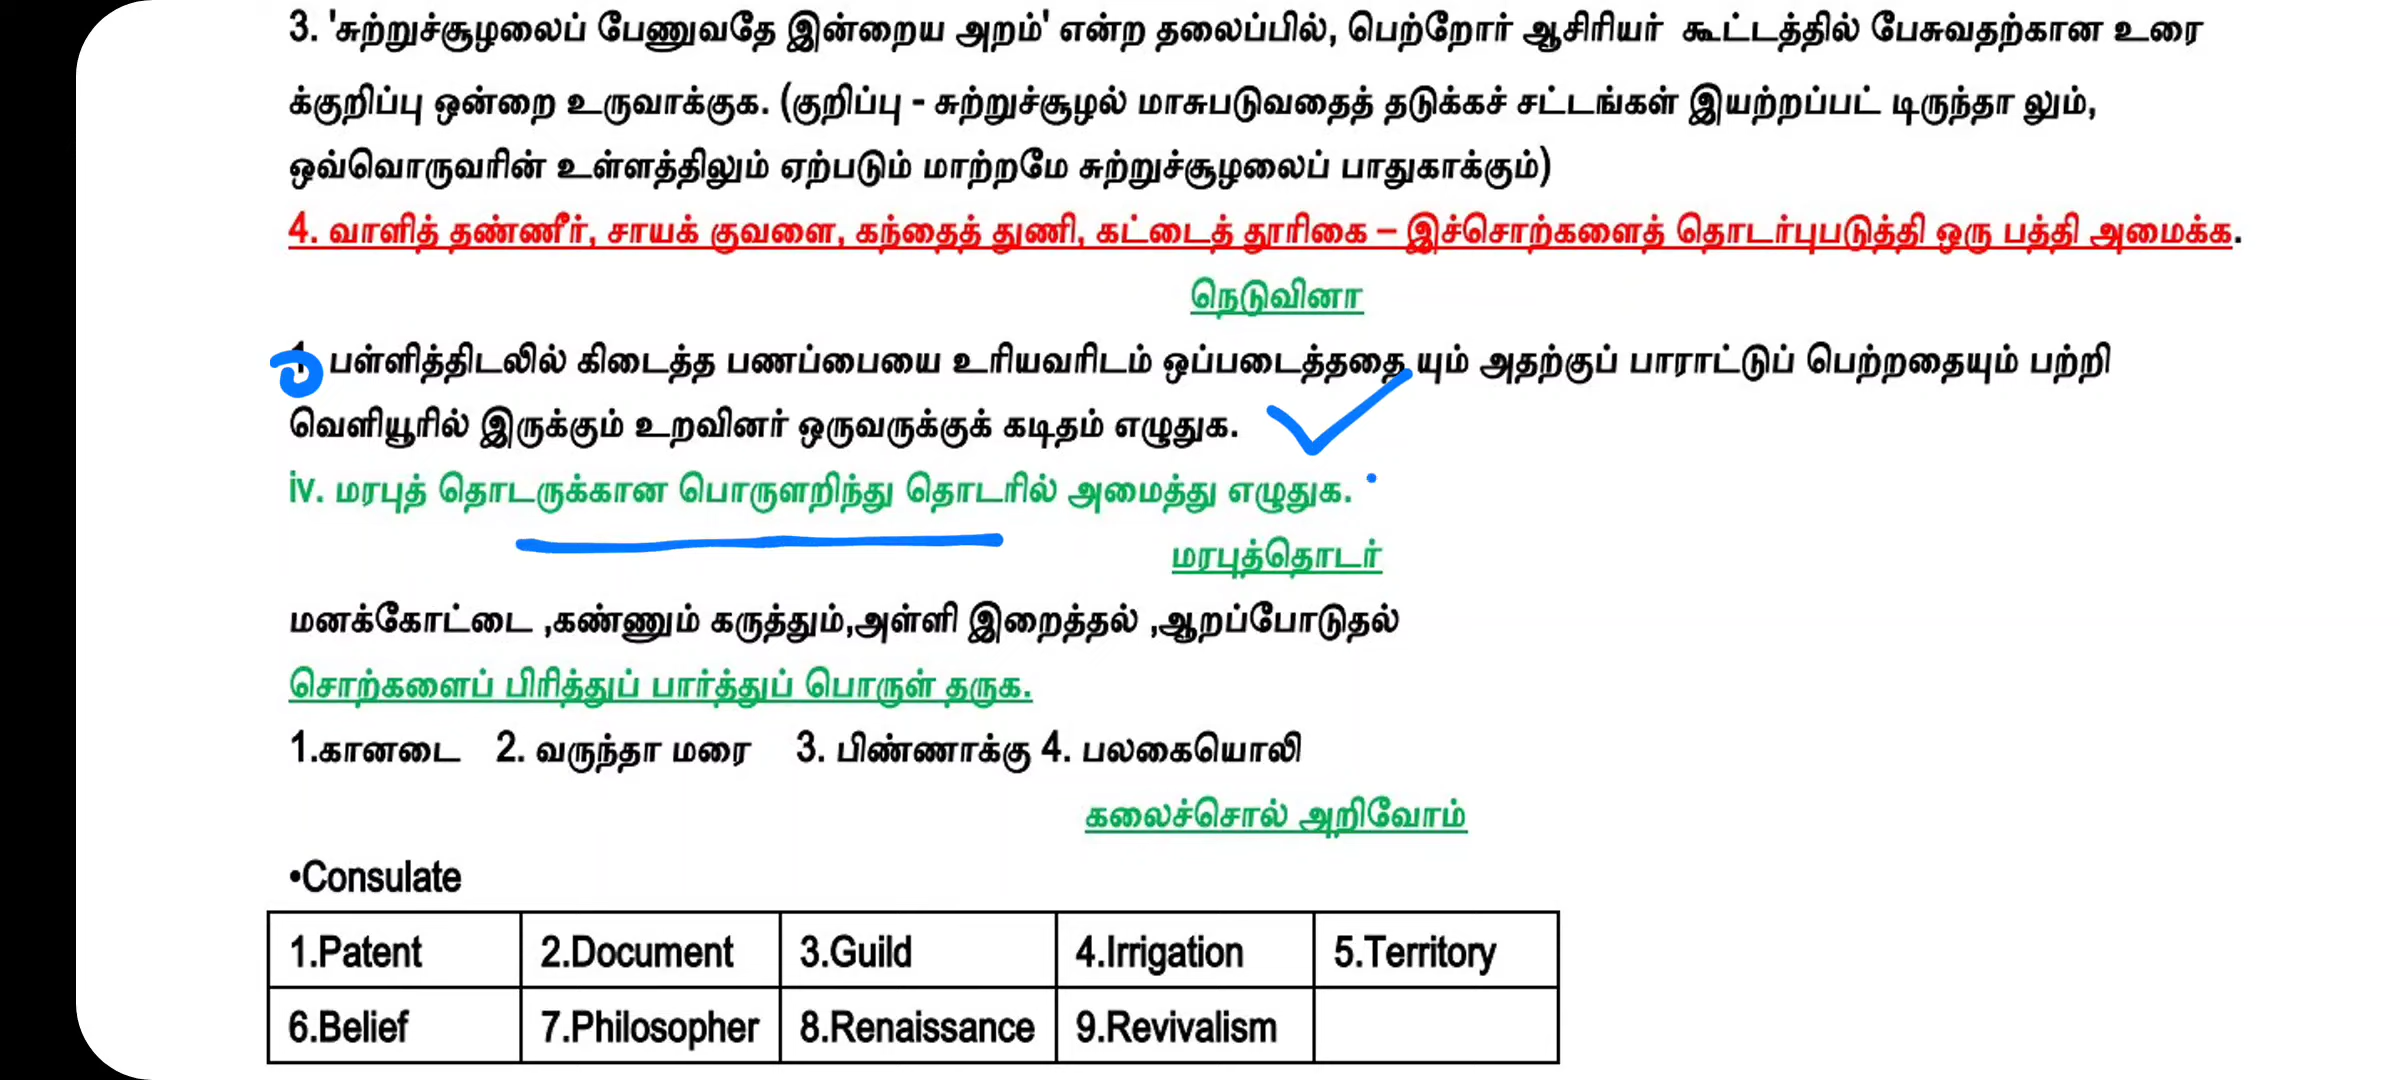 3. 'சுற்றுச்சூழலைப் பேணுவதே இன்றைய அறம்' என்ற தலைப்பில், பெற்றோர் ஆசிரியர் கூட்டத்தில் பேசுவதற்கான உரை
க்குறிப்பு ஒன்றை உருவாக்குக. (குறிப்பு - சுற்றுச்சூழல் மாசுபடுவதைத் தடுக்கச் சட்டங்கள் இயற்றப்பட் டிருந்தா லும்,
ஒவ்வொருவரின் உள்ளத்திலும் ஏற்படும் மாற்றமே சுற்றுச்சூழலைப் பாதுகாக்கும்)
4. வாளித் தண்ணீர், சாயக் குவளை, கந்தைத் துணி, கட்டைத் தூரிகை – இச்சொற்களைத் தொடர்புபடுத்தி ஒரு பத்தி அமைக்க.
நெடுவினா
1. பள்ளித்திடலில் கிடைத்த பணப்பையை உரியவரிடம் ஒப்படைத்ததை யும் அதற்குப் பாராட்டுப் பெற்றதையும் பற்றி
வெளியூரில் இருக்கும் உறவினர் ஒருவருக்குக் கடிதம் எழுதுக.
iv. மரபுத் தொடருக்கான பொருளறிந்து தொடரில் அமைத்து எழுதுக.
மரபுத்தொடர்
மனக்கோட்டை ,கண்ணும் கருத்தும்,அள்ளி இறைத்தல் ,ஆறப்போடுதல்
சொற்களைப் பிரித்துப் பார்த்துப் பொருள் தருக.
1.கானடை 2. வருந்தா மரை 3. பிண்ணாக்கு 4. பலகையொலி
கலைச்சொல் அறிவோம்
•Consulate
1.Patent 2.Document 3.Guild 4.Irrigation 5.Territory
6.Belief 7.Philosopher 8.Renaissance 9.Revivalism